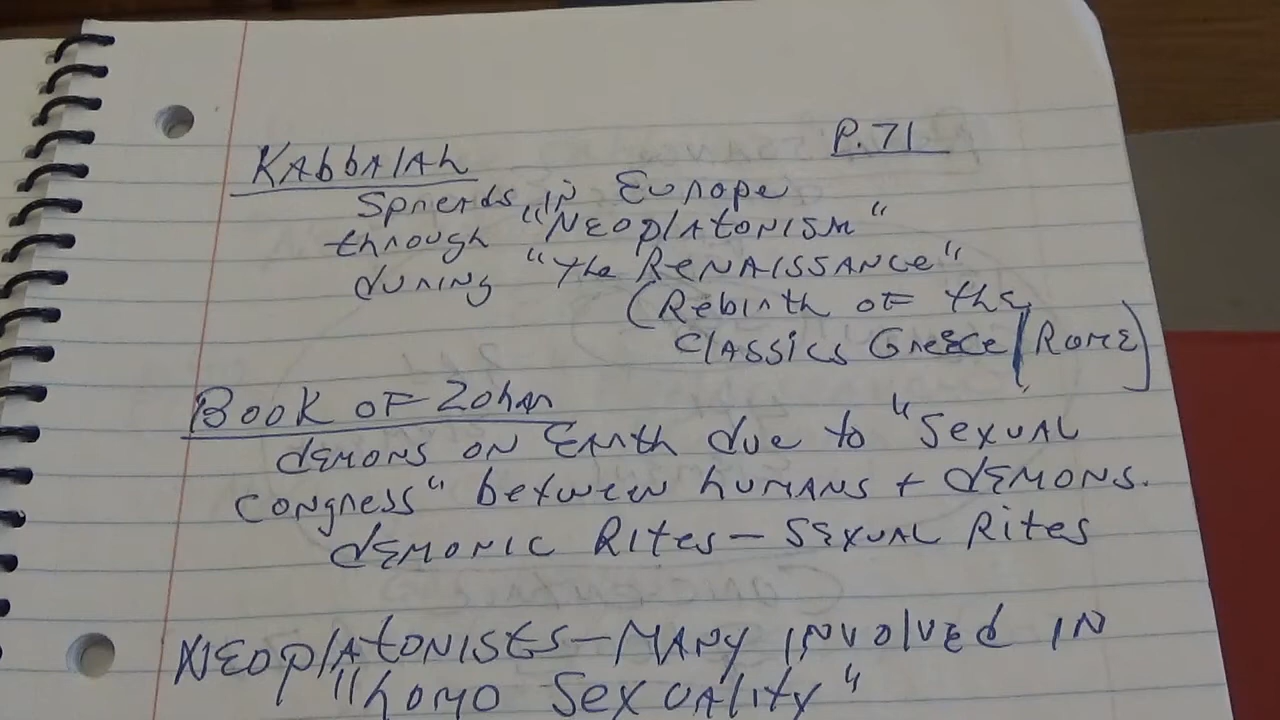 P.71
Kabbalah
Spreads in Europe
through "Neoplatonism"
during "the Renaissance"
(Rebirth of the
Classics Greece/Rome)
Book of Zohar
demons on Earth due to "Sexual
Congress" between humans + demons.
demonic Rites - Sexual Rites
Neoplatonists - Many involved in
"homo Sexuality"